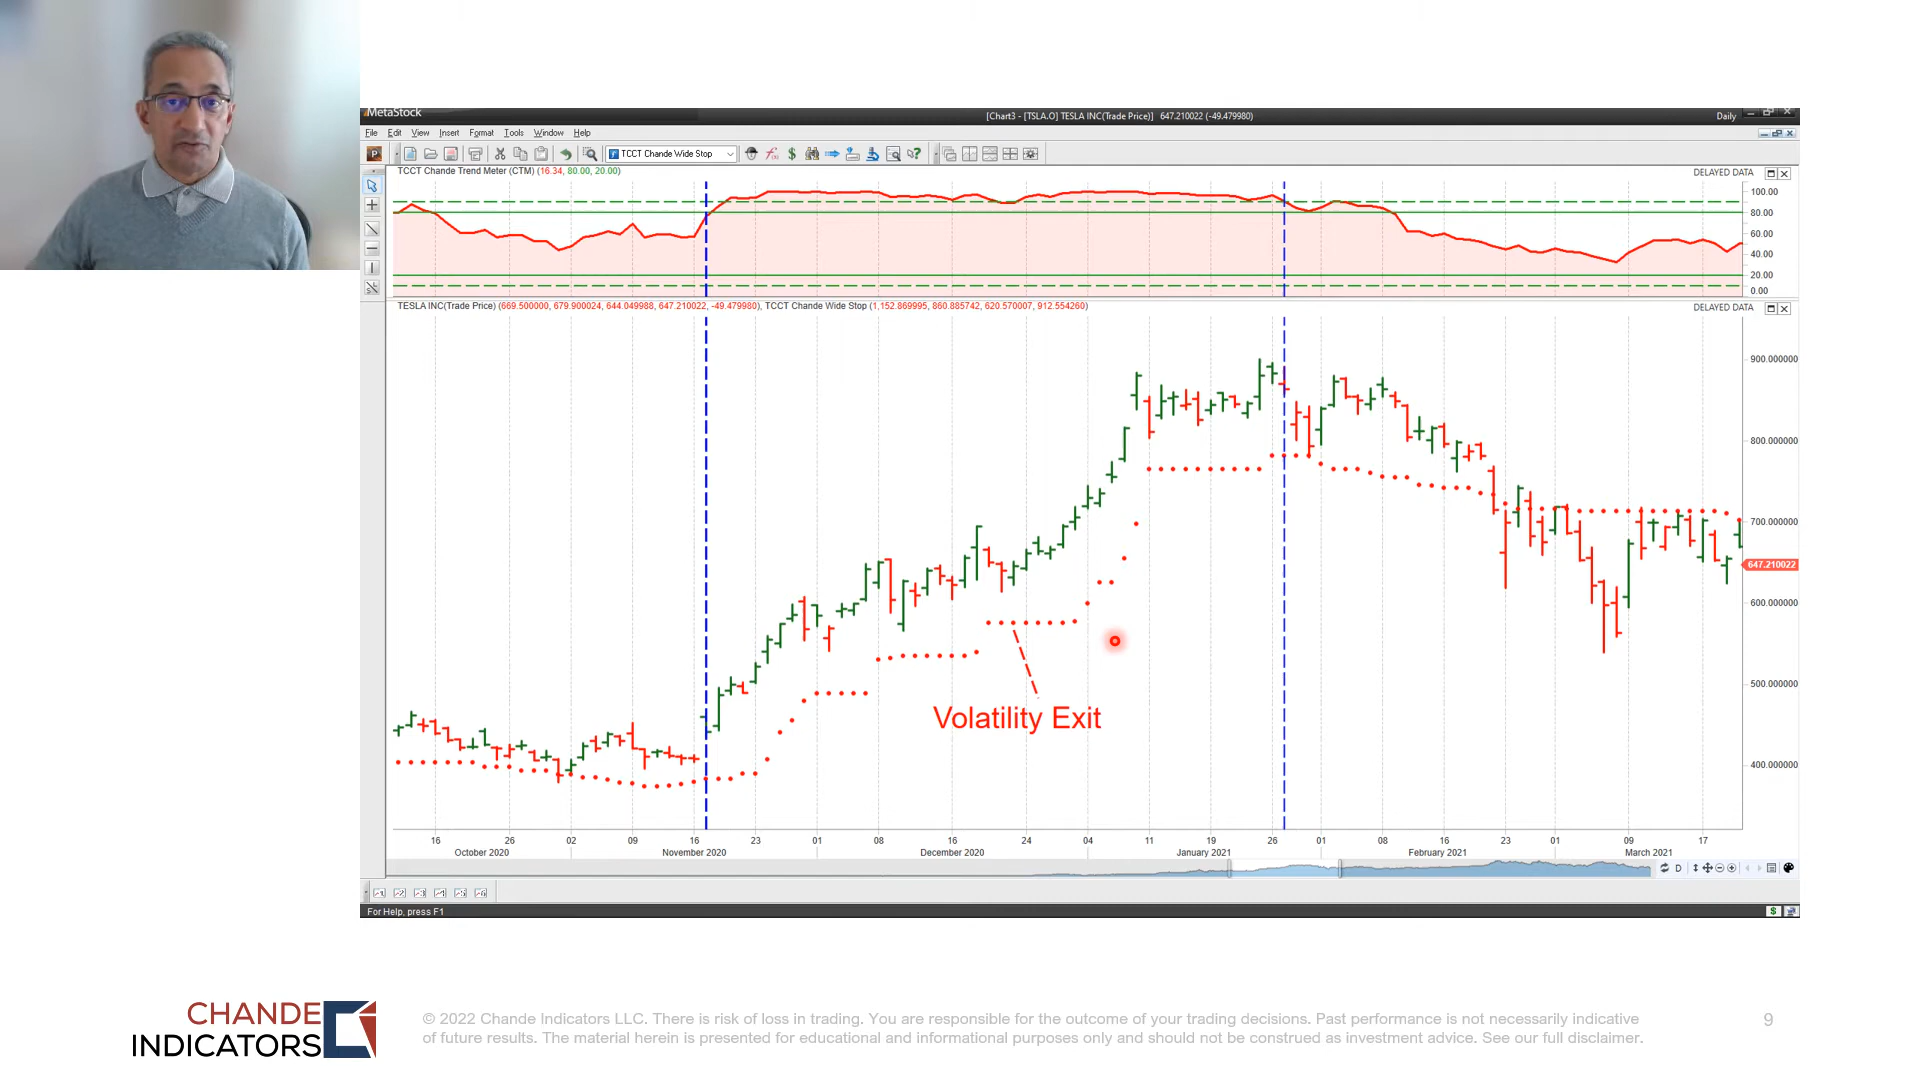 MetaStock
[Chart3 - [TSLA.O] TESLA INC(Trade Price)] 647.210022 (-49.479980)
Daily
File Edit View Insert Format Tools Window Help
TCCT Chande Wide Stop
TCCT Chande Trend Meter (CTM) (16.34, 80.00, 20.00)
DELAYED DATA
100.00
80.00
60.00
40.00
20.00
0.00
TESLA INC(Trade Price) (669.500000, 679.900024, 644.049988, 647.210022, -49.479980), TCCT Chande Wide Stop (1,152.869995, 860.885742, 620.570007, 912.554260)
DELAYED DATA
900.000000
800.000000
700.000000
647.210022
600.000000
500.000000
400.000000
Volatility Exit
16 26 02 09 16 23 01 08 16 24 04 11 19 26 01 08 16 23 01 09 17
October 2020 November 2020 December 2020 January 2021 February 2021 March 2021
D
For Help, press F1
CHANDE
INDICATORS
© 2022 Chande Indicators LLC. There is risk of loss in trading. You are responsible for the outcome of your trading decisions. Past performance is not necessarily indicative
of future results. The material herein is presented for educational and informational purposes only and should not be construed as investment advice. See our full disclaimer.
9